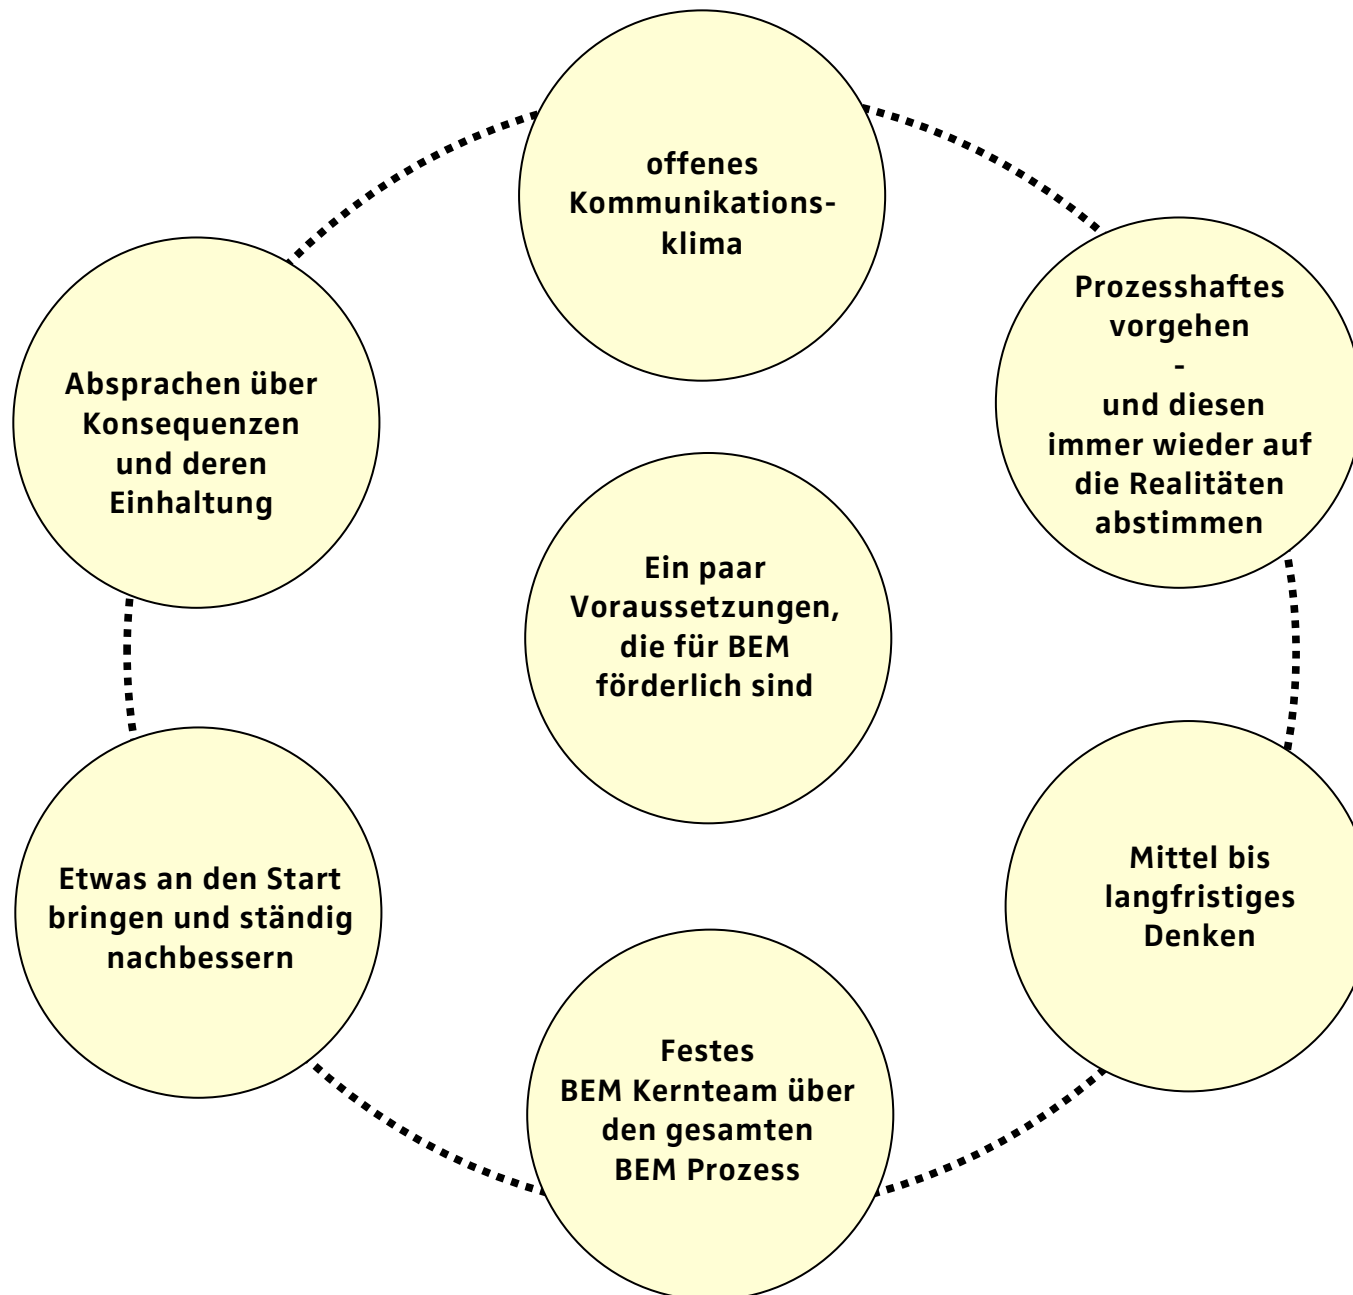 offenes
Kommunikations-
klima
Prozesshaftes
vorgehen
-
und diesen
immer wieder auf
die Realitäten
abstimmen
Absprachen über
Konsequenzen
und deren
Einhaltung
Ein paar
Voraussetzungen,
die für BEM
förderlich sind
Mittel bis
langfristiges
Denken
Etwas an den Start
bringen und ständig
nachbessern
Festes
BEM Kernteam über
den gesamten
BEM Prozess